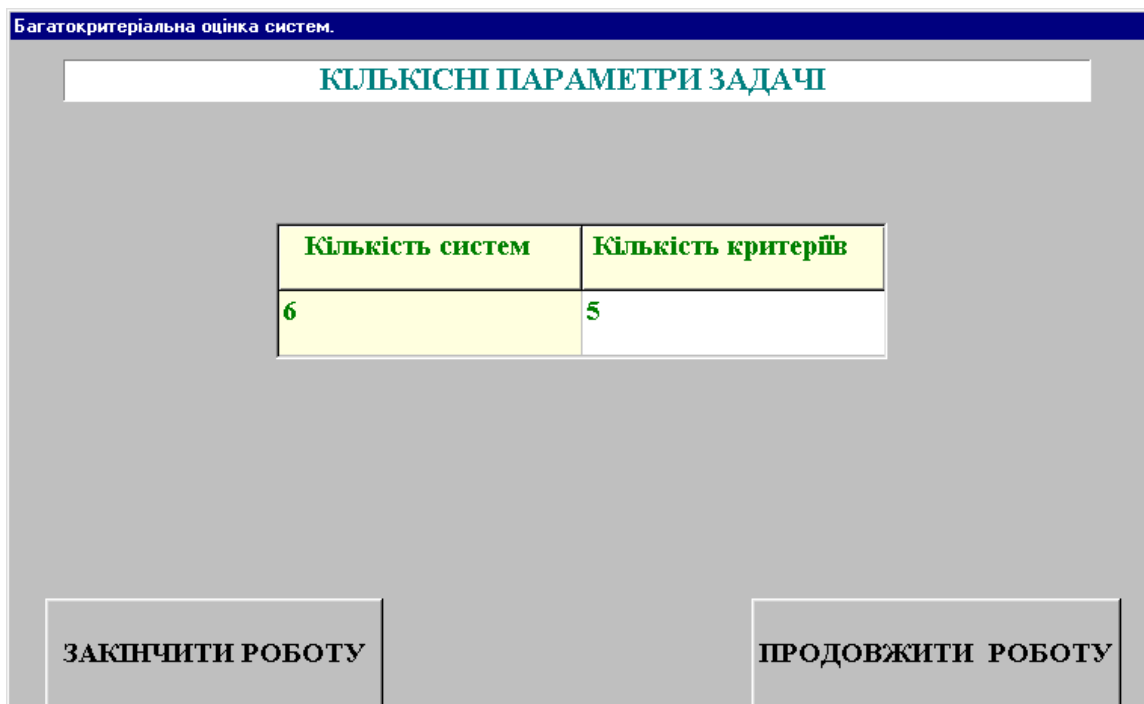 Багатокритеріальна оцінка систем.
КІЛЬКІСНІ ПАРАМЕТРИ ЗАДАЧІ
Кількість систем Кількість критеріїв
6 5
ЗАКІНЧИТИ РОБОТУ ПРОДОВЖИТИ РОБОТУ